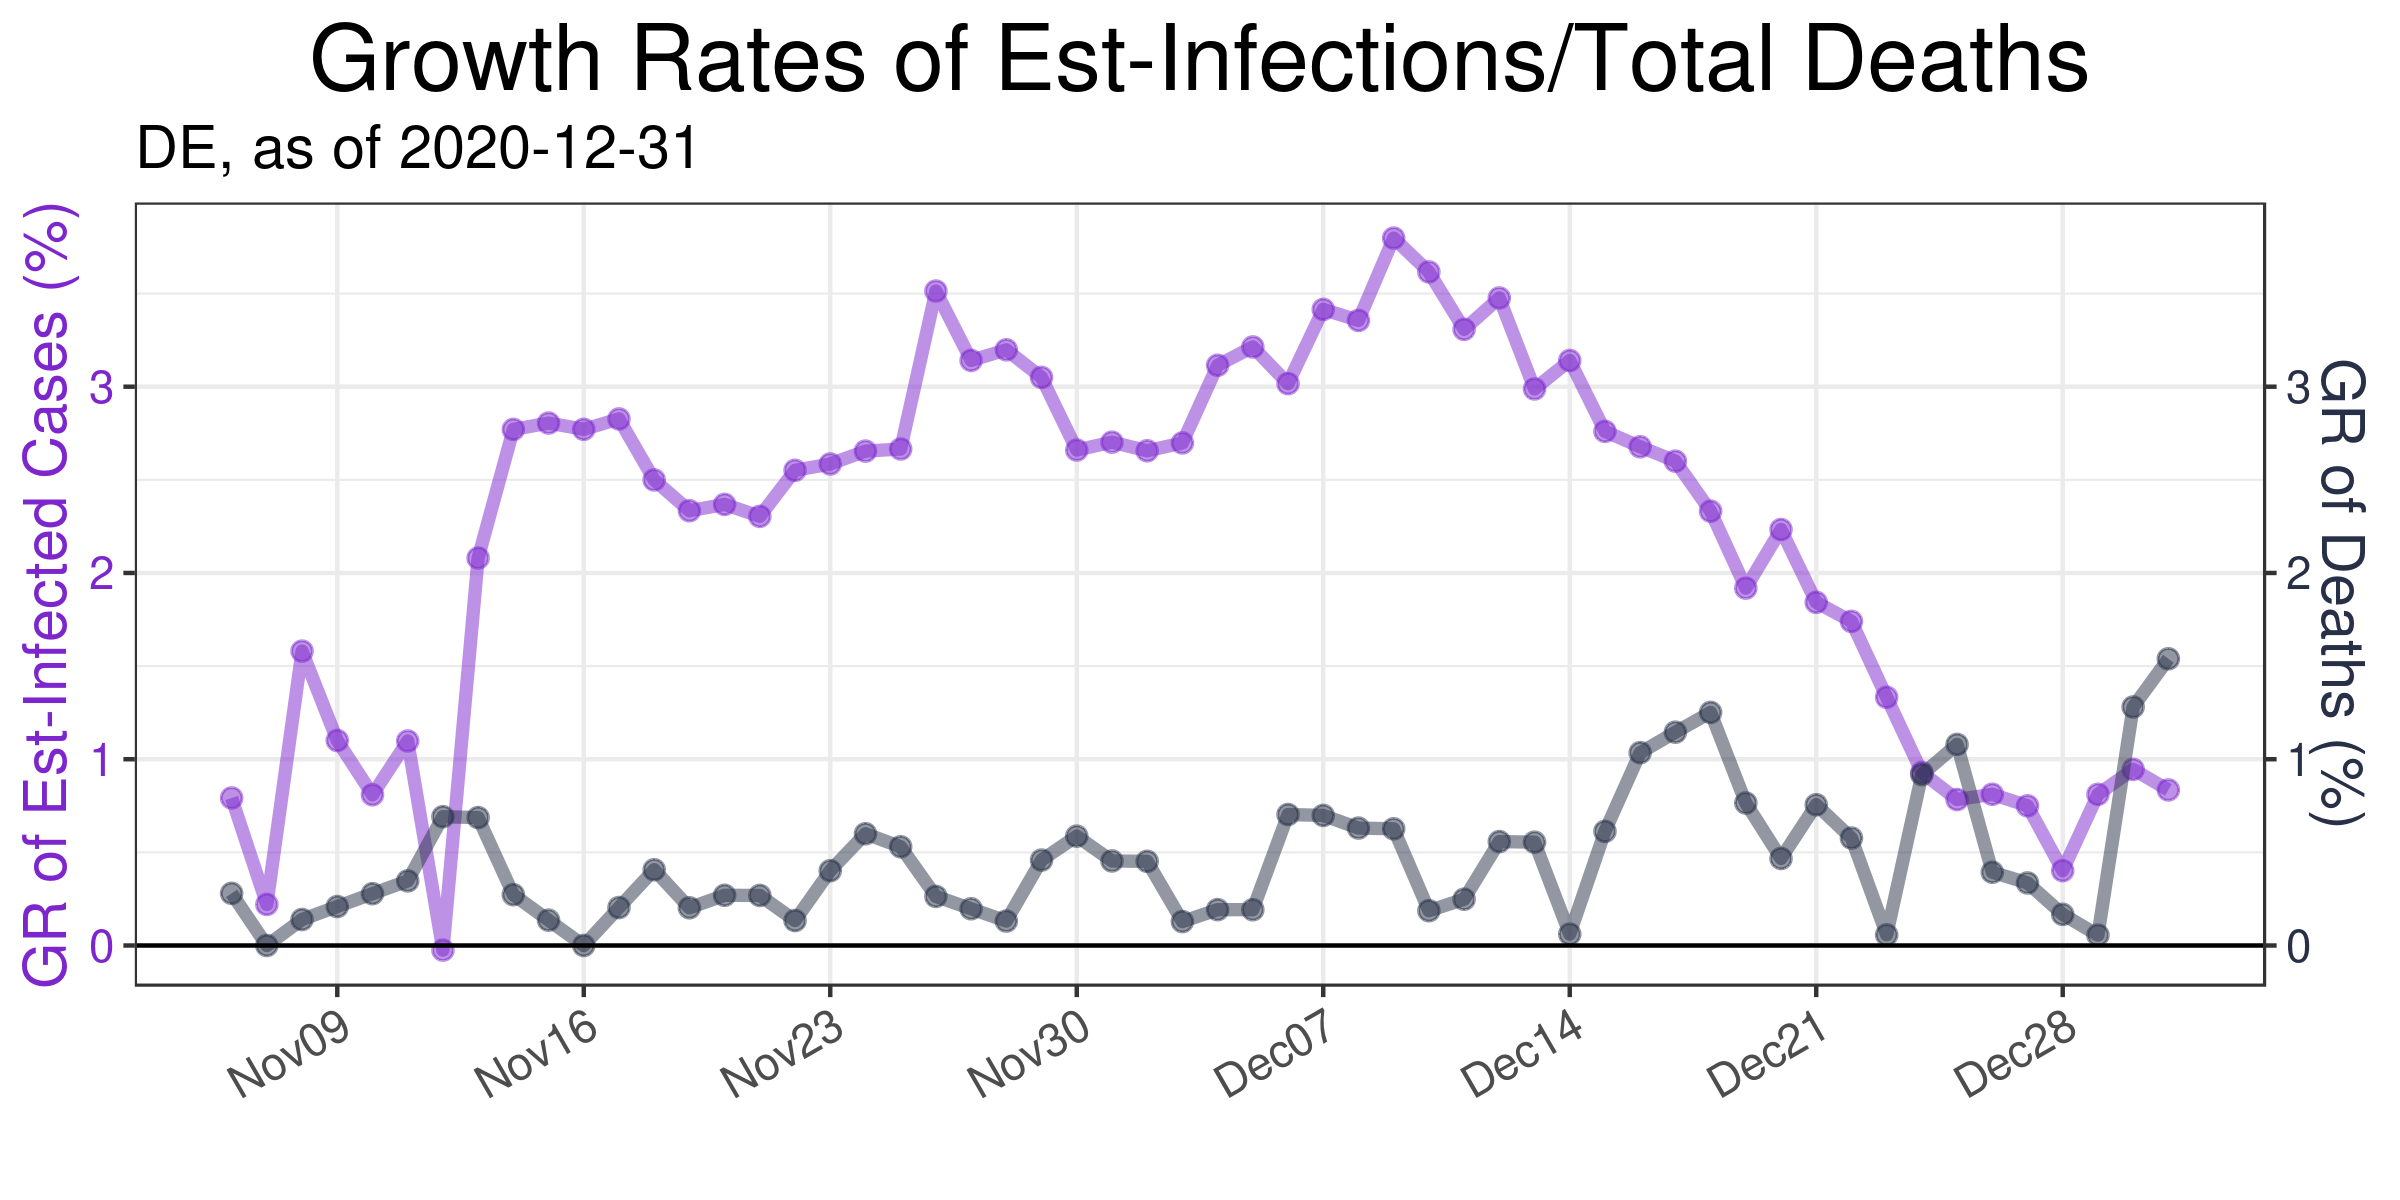 Growth Rates of Est-Infections/Total Deaths
DE, as of 2020-12-31
GR of Est-Infected Cases (%)
3
2
1
0
3
2
1
0
GR of Deaths (%)
Nov09
Nov16
Nov23
Nov30
Dec07
Dec14
Dec21
Dec28